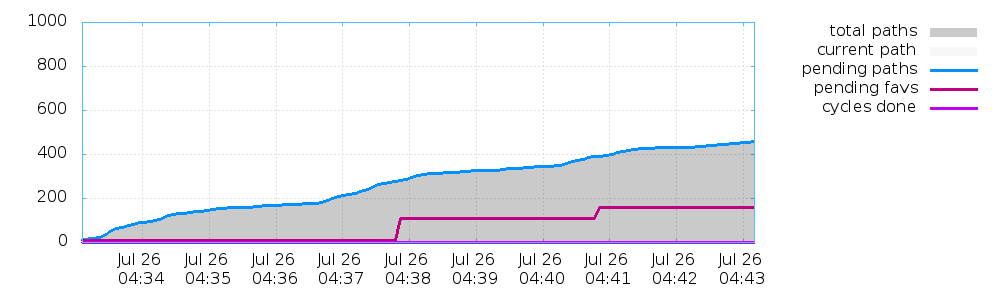 1000
800
600
400
200
0
Jul 26 Jul 26 Jul 26 Jul 26 Jul 26 Jul 26 Jul 26 Jul 26 Jul 26 Jul 26
04:34 04:35 04:36 04:37 04:38 04:39 04:40 04:41 04:42 04:43
total paths
current path
pending paths
pending favs
cycles done